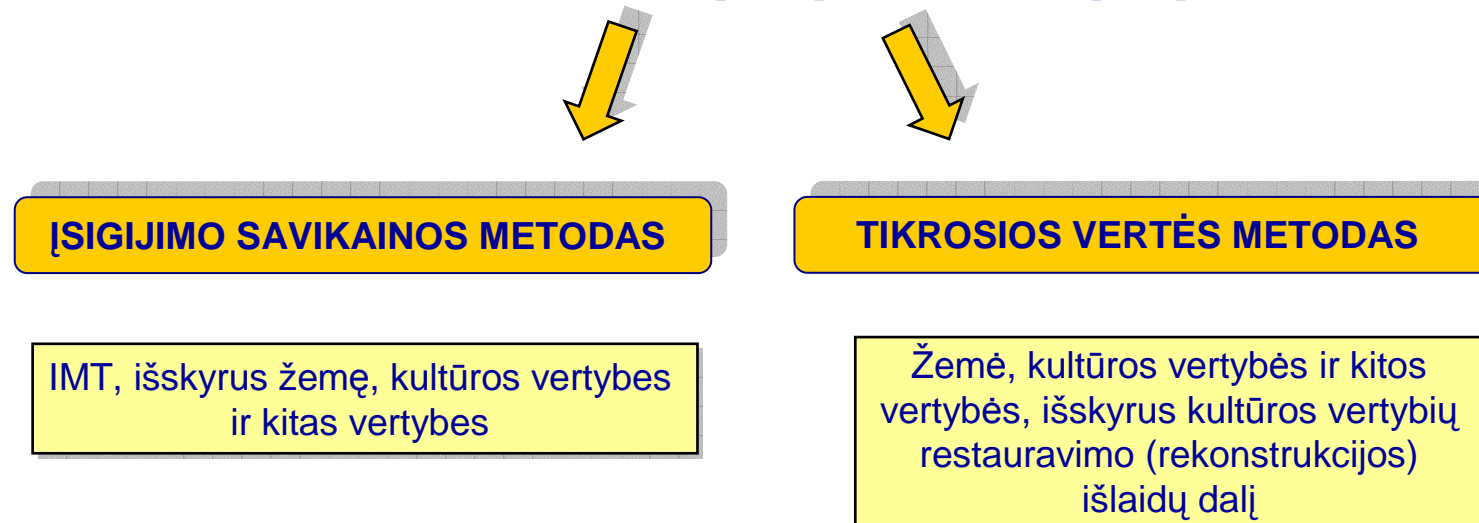 ĮSIGIJIMO SAVIKAINOS METODAS
TIKROSIOS VERTĖS METODAS
IMT, išskyrus žemę, kultūros vertybes
ir kitas vertybes
Žemė, kultūros vertybės ir kitos
vertybės, išskyrus kultūros vertybių
restauravimo (rekonstrukcijos)
išlaidų dalį